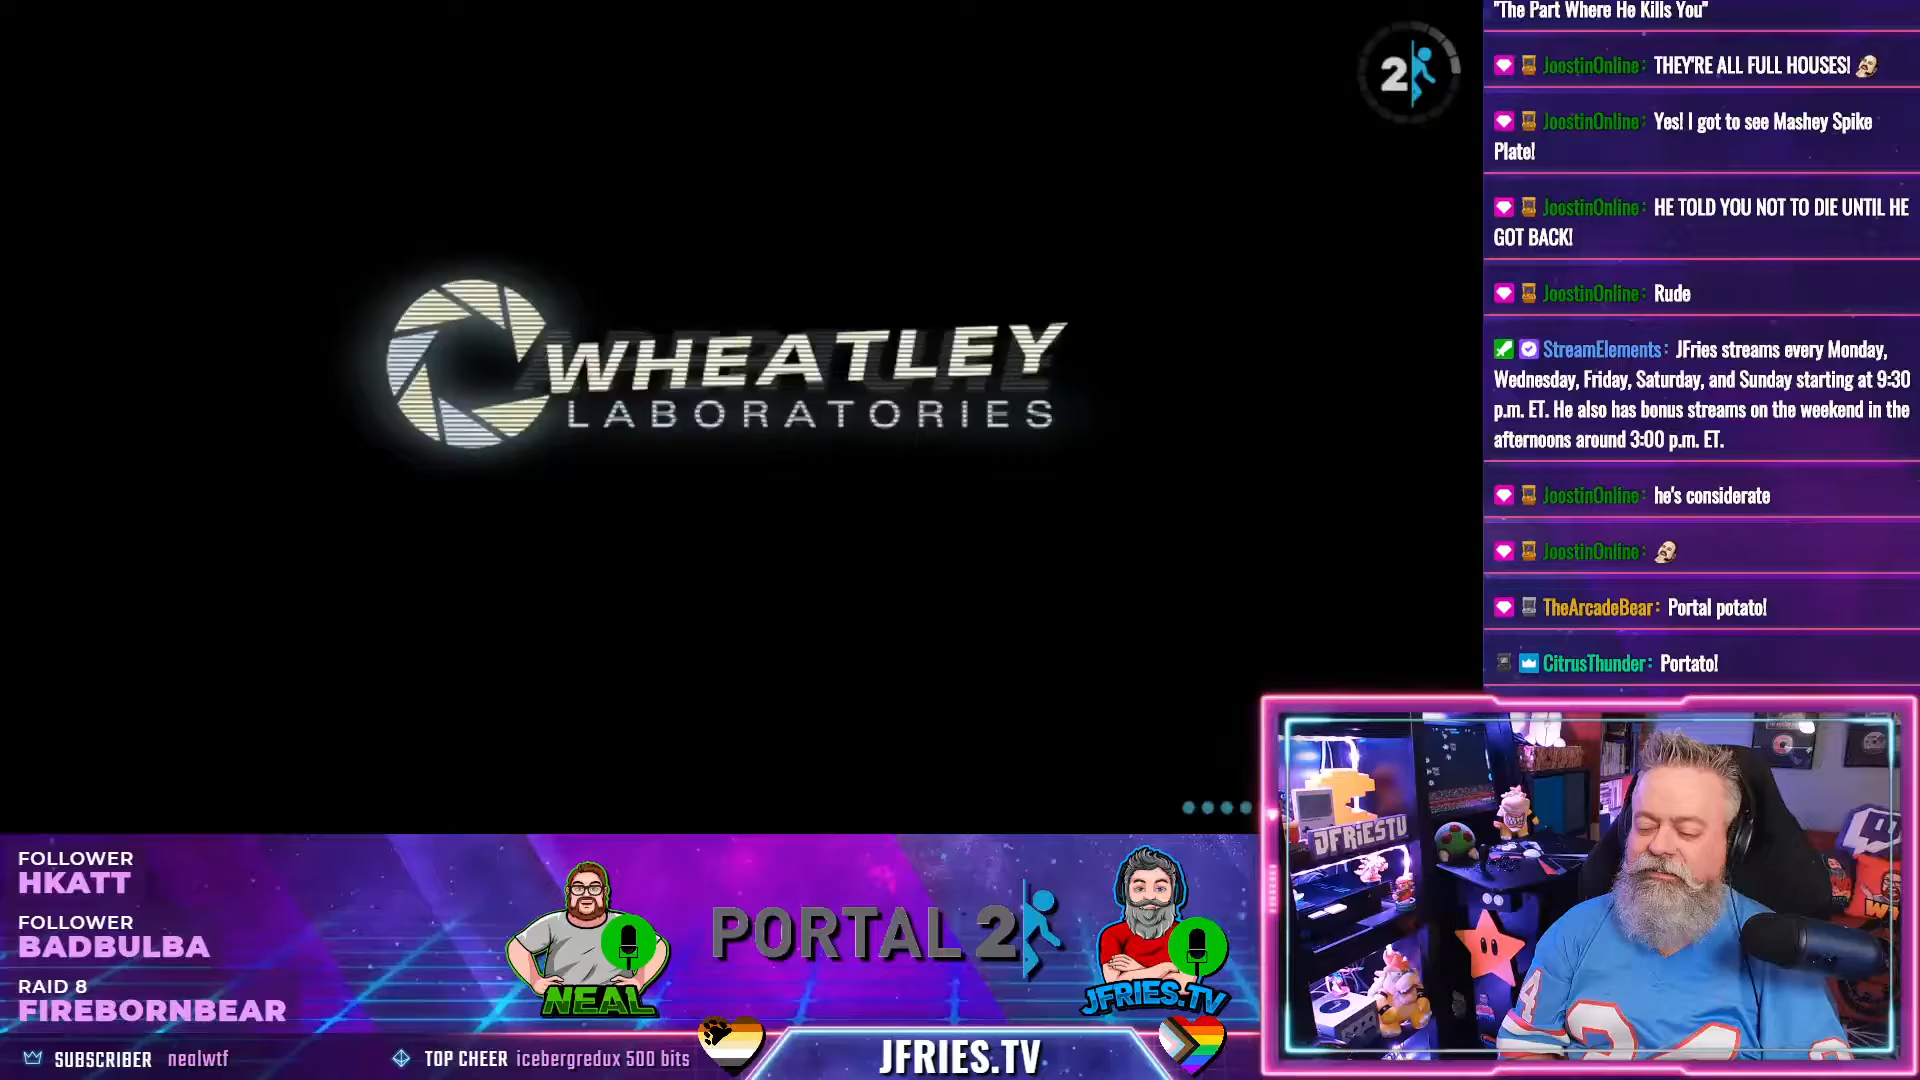 2
WHEATLEY
LABORATORIES
"The Part Where He Kills You"
JoostinOnline: THEY'RE ALL FULL HOUSES!
JoostinOnline: Yes! I got to see Mashey Spike
Plate!
JoostinOnline: HE TOLD YOU NOT TO DIE UNTIL HE
GOT BACK!
JoostinOnline: Rude
StreamElements: JFries streams every Monday,
Wednesday, Friday, Saturday, and Sunday starting at 9:30
p.m. ET. He also has bonus streams on the weekend in the
afternoons around 3:00 p.m. ET.
JoostinOnline: he's considerate
JoostinOnline:
TheArcadeBear: Portal potato!
CitrusThunder: Portato!
JFRIESTV
FOLLOWER
HKATT
FOLLOWER
BADBULBA
RAID 8
FIREBORNBEAR
NEAL
PORTAL 2
JFRIES.TV
SUBSCRIBER nealwtf
TOP CHEER icebergredux 500 bits
JFRIES.TV